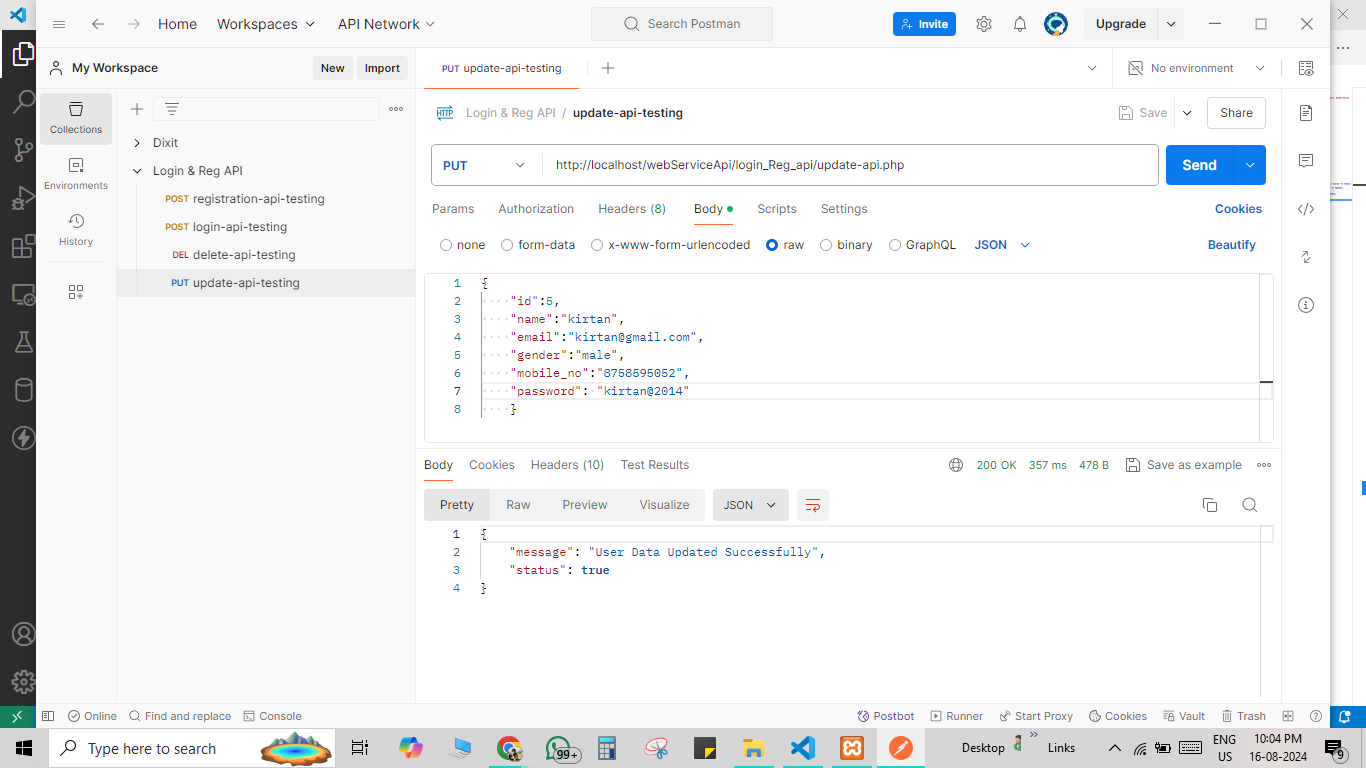 Home Workspaces API Network Search Postman Invite Upgrade
My Workspace New Import PUT update-api-testing No environment
Collections
Environments
History
Dixit
Login & Reg API
POST registration-api-testing
POST login-api-testing
DEL delete-api-testing
PUT update-api-testing
HTTP Login & Reg API / update-api-testing Save Share
PUT http://localhost/webServiceApi/login_Reg_api/update-api.php Send
Params Authorization Headers (8) Body Scripts Settings Cookies
none form-data x-www-form-urlencoded raw binary GraphQL JSON Beautify
1 {
2 "id":5,
3 "name":"kirtan",
4 "email":"kirtan@gmail.com",
5 "gender":"male",
6 "mobile_no":"8758595052",
7 "password": "kirtan@2014"
8 }
Body Cookies Headers (10) Test Results 200 OK 357 ms 478 B Save as example
Pretty Raw Preview Visualize JSON
1 {
2 "message": "User Data Updated Successfully",
3 "status": true
4 }
Online Find and replace Console Postbot Runner Start Proxy Cookies Vault Trash
Type here to search 99+ Desktop Links ENG US 10:04 PM 16-08-2024 9